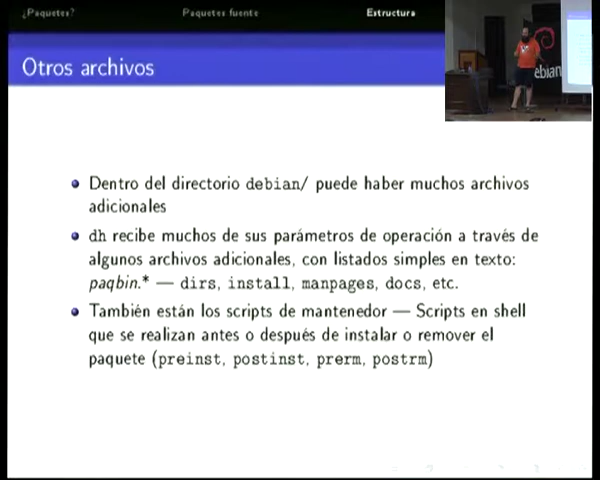 ¿Paquetes?
Paquetes fuente
Estructura
Otros archivos
ebian
Dentro del directorio debian/ puede haber muchos archivos
adicionales
dh recibe muchos de sus parámetros de operación a través de
algunos archivos adicionales, con listados simples en texto:
paqbin.* — dirs, install, manpages, docs, etc.
También están los scripts de mantenedor — Scripts en shell
que se realizan antes o después de instalar o remover el
paquete (preinst, postinst, prerm, postrm)